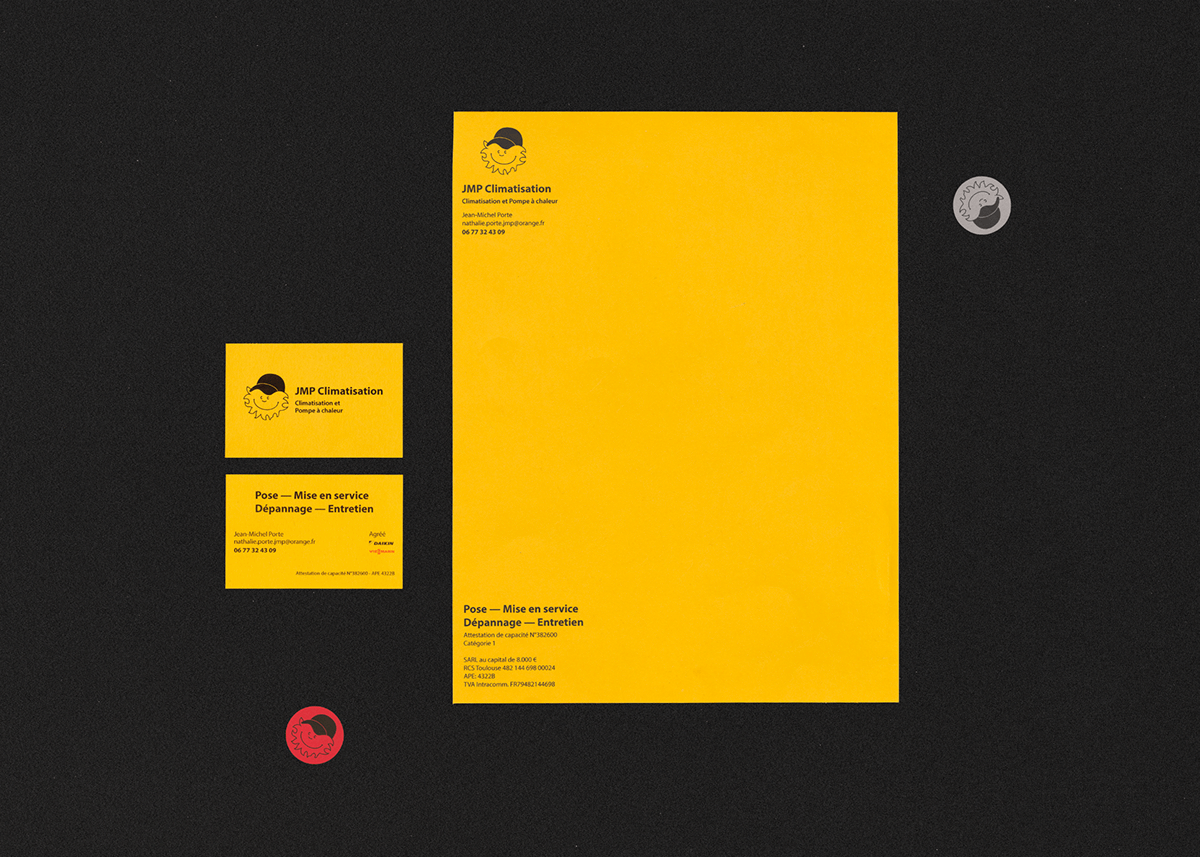 JMP Climatisation
Climatisation et Pompe à chaleur
Jean-Michel Porte
nathalie.porte.jmp@orange.fr
06 77 32 43 09
Pose — Mise en service
Dépannage — Entretien
Attestation de capacité N°382600
Catégorie 1
SARL au capital de 8.000 €
RCS Toulouse 482 144 698 00024
APE: 4322B
TVA Intracomm. FR79482144698
JMP Climatisation
Climatisation et
Pompe à chaleur
Pose — Mise en service
Dépannage — Entretien
Jean-Michel Porte
nathalie.porte.jmp@orange.fr
06 77 32 43 09
Agréé
DAIKIN
VIESSMANN
Attestation de capacité N°382600 - APE 4322B